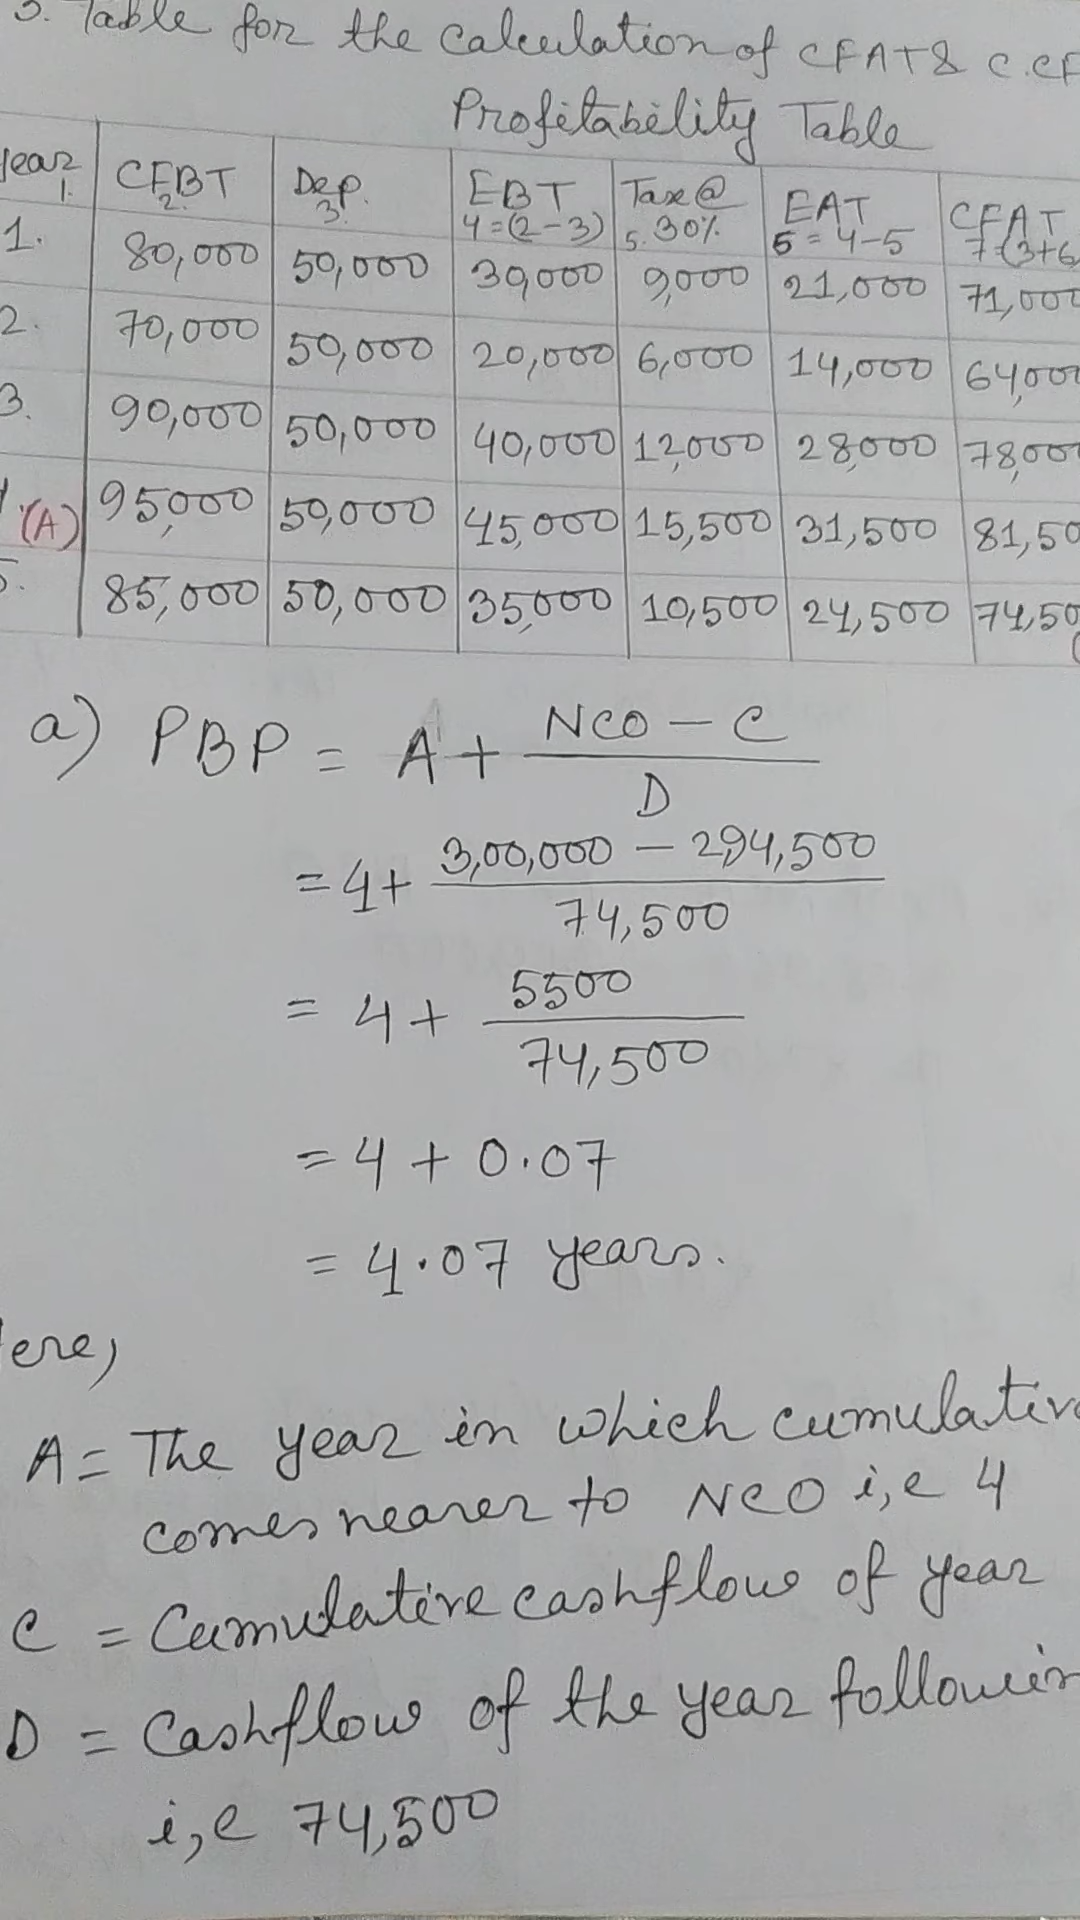 3. Table for the calculation of CFAT & C.CF
Profitability Table
Year CFBT Dep. EBT Tax @ EAT CFAT
1. 2. 3. 4=(2-3) 5. 30% 5=4-5 7=(3+6
1. 80,000 50,000 30,000 9,000 21,000 71,000
2. 70,000 50,000 20,000 6,000 14,000 64,000
3. 90,000 50,000 40,000 12,000 28,000 78,000
(A) 95,000 50,000 45,000 15,500 31,500 81,50
5. 85,000 50,000 35,000 10,500 24,500 74,50
a) PBP = A + NCO - C
D
= 4 + 3,00,000 - 294,500
74,500
= 4 + 5500
74,500
= 4 + 0.07
= 4.07 years.
ere,
A = The year in which cumulative
comes nearer to NCO i,e 4
C = Cumulative cashflow of year
D = Cashflow of the year followin
i,e 74,500